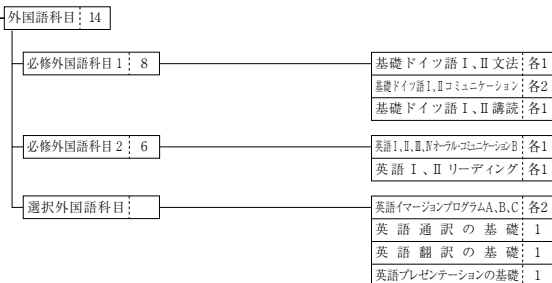 外国語科目 14
必修外国語科目1 8
基礎ドイツ語Ⅰ、Ⅱ文法 各1
基礎ドイツ語Ⅰ、Ⅱコミュニケーション 各2
基礎ドイツ語Ⅰ、Ⅱ講読 各1
必修外国語科目2 6
英語Ⅰ、Ⅱ、Ⅲ、Ⅳオーラル・コミュニケーションB 各1
英語Ⅰ、Ⅱリーディング 各1
選択外国語科目
英語イマージョンプログラムA、B、C 各2
英語通訳の基礎 1
英語翻訳の基礎 1
英語プレゼンテーションの基礎 1